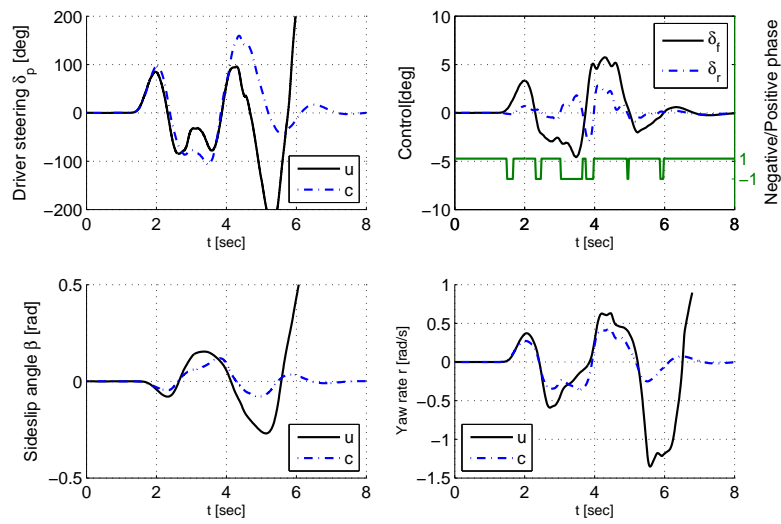 Driver steering δp [deg]
200
100
0
−100
−200
u
c
0 2 4 6 8
t [sec]
Control[deg]
10
5
0
−5
−10
δf
δr
1
−1
Negative/Positive phase
0 2 4 6 8
t [sec]
Sideslip angle β [rad]
0.5
0
−0.5
u
c
0 2 4 6 8
t [sec]
Yaw rate r [rad/s]
1
0.5
0
−0.5
−1
−1.5
u
c
0 2 4 6 8
t [sec]